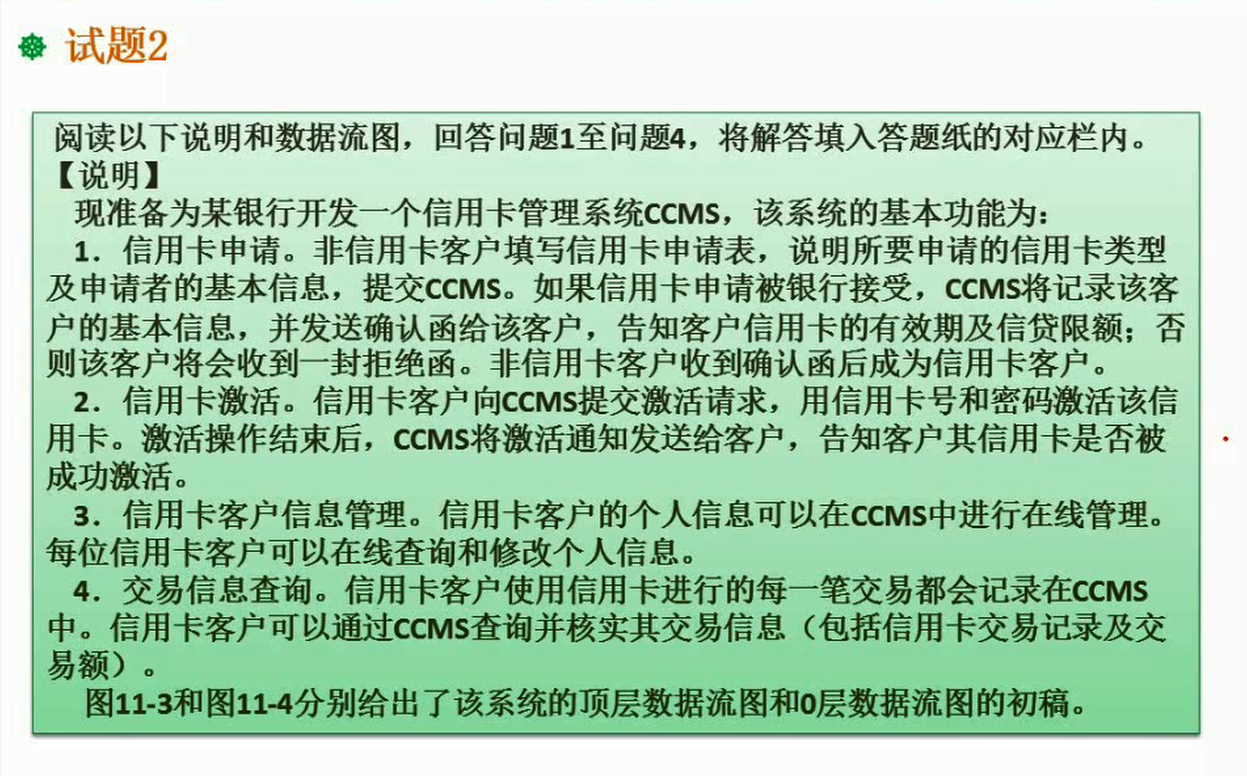 试题2
阅读以下说明和数据流图，回答问题1至问题4，将解答填入答题纸的对应栏内。
【说明】
现准备为某银行开发一个信用卡管理系统CCMS，该系统的基本功能为：
1．信用卡申请。非信用卡客户填写信用卡申请表，说明所要申请的信用卡类型
及申请者的基本信息，提交CCMS。如果信用卡申请被银行接受，CCMS将记录该客
户的基本信息，并发送确认函给该客户，告知客户信用卡的有效期及信贷限额；否
则该客户将会收到一封拒绝函。非信用卡客户收到确认函后成为信用卡客户。
2．信用卡激活。信用卡客户向CCMS提交激活请求，用信用卡号和密码激活该信
用卡。激活操作结束后，CCMS将激活通知发送给客户，告知客户其信用卡是否被
成功激活。
3．信用卡客户信息管理。信用卡客户的个人信息可以在CCMS中进行在线管理。
每位信用卡客户可以在线查询和修改个人信息。
4．交易信息查询。信用卡客户使用信用卡进行的每一笔交易都会记录在CCMS
中。信用卡客户可以通过CCMS查询并核实其交易信息（包括信用卡交易记录及交
易额）。
图11-3和图11-4分别给出了该系统的顶层数据流图和0层数据流图的初稿。